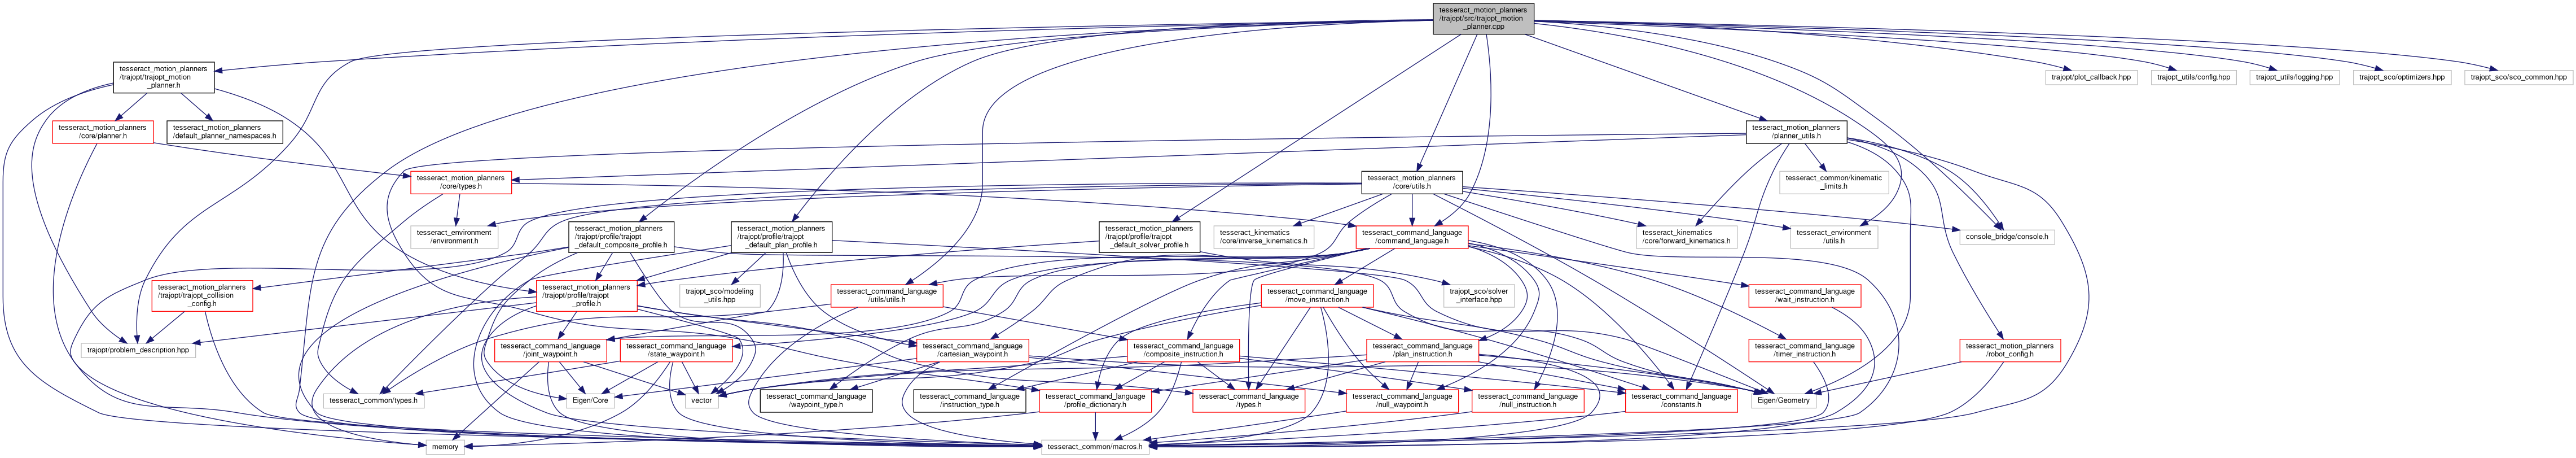 tesseract_motion_planners
/trajopt/src/trajopt_motion
_planner.cpp
tesseract_motion_planners
/trajopt/trajopt_motion
_planner.h
trajopt/plot_callback.hpp
trajopt_utils/config.hpp
trajopt_utils/logging.hpp
trajopt_sco/optimizers.hpp
trajopt_sco/sco_common.hpp
tesseract_motion_planners
/core/planner.h
tesseract_motion_planners
/default_planner_namespaces.h
tesseract_motion_planners
/planner_utils.h
tesseract_motion_planners
/core/types.h
tesseract_motion_planners
/core/utils.h
tesseract_common/kinematic
_limits.h
tesseract_environment
/environment.h
tesseract_motion_planners
/trajopt/profile/trajopt
_default_composite_profile.h
tesseract_motion_planners
/trajopt/profile/trajopt
_default_plan_profile.h
tesseract_motion_planners
/trajopt/profile/trajopt
_default_solver_profile.h
tesseract_kinematics
/core/inverse_kinematics.h
tesseract_command_language
/command_language.h
tesseract_kinematics
/core/forward_kinematics.h
tesseract_environment
/utils.h
console_bridge/console.h
tesseract_motion_planners
/trajopt/trajopt_collision
_config.h
tesseract_motion_planners
/trajopt/profile/trajopt
_profile.h
trajopt_sco/modeling
_utils.hpp
tesseract_command_language
/utils/utils.h
tesseract_command_language
/move_instruction.h
trajopt_sco/solver
_interface.hpp
tesseract_command_language
/wait_instruction.h
trajopt/problem_description.hpp
tesseract_command_language
/joint_waypoint.h
tesseract_command_language
/state_waypoint.h
tesseract_command_language
/cartesian_waypoint.h
tesseract_command_language
/composite_instruction.h
tesseract_command_language
/plan_instruction.h
tesseract_command_language
/timer_instruction.h
tesseract_motion_planners
/robot_config.h
tesseract_common/types.h
Eigen/Core
vector
tesseract_command_language
/waypoint_type.h
tesseract_command_language
/instruction_type.h
tesseract_command_language
/profile_dictionary.h
tesseract_command_language
/types.h
tesseract_command_language
/null_waypoint.h
tesseract_command_language
/null_instruction.h
tesseract_command_language
/constants.h
Eigen/Geometry
memory
tesseract_common/macros.h